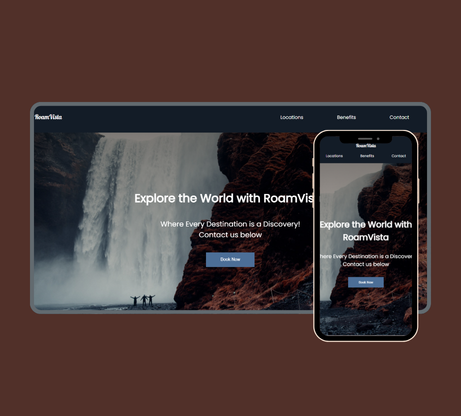 RoamVista
Locations Benefits Contact
Explore the World with RoamVis
Where Every Destination is a Discovery!
Contact us below
Book Now
RoamVista
Locations Benefits Contact
Explore the World with
RoamVista
here Every Destination is a Discover
Contact us below
Book Now